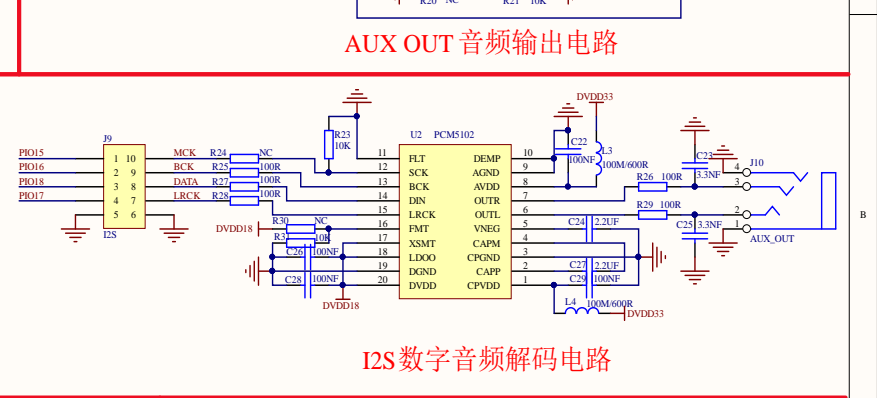 R20 NC R21 10K
AUX OUT 音频输出电路
DVDD33
J9 R23 10K U2 PCM5102 C22 100NF L3 100M/600R C23 3.3NF J10
PIO15 1 10 MCK R24 NC 11 FLT DEMP 10 4
PIO16 2 9 BCK R25 100R 12 SCK AGND 9 R26 100R 3
PIO18 3 8 DATA R27 100R 13 BCK AVDD 8
PIO17 4 7 LRCK R28 100R 14 DIN OUTR 7 R29 100R 2
5 6 15 LRCK OUTL 6 1
I2S DVDD18 R30 NC 16 FMT VNEG 5 C24 2.2UF C25 3.3NF AUX_OUT
10K 17 XSMT CAPM 4
C26 100NF 18 LDOO CPGND 3
19 DGND CAPP 2 C27 2.2UF
C28 100NF 20 DVDD CPVDD 1 C29 100NF
DVDD18 L4 100M/600R DVDD33
I2S数字音频解码电路
B